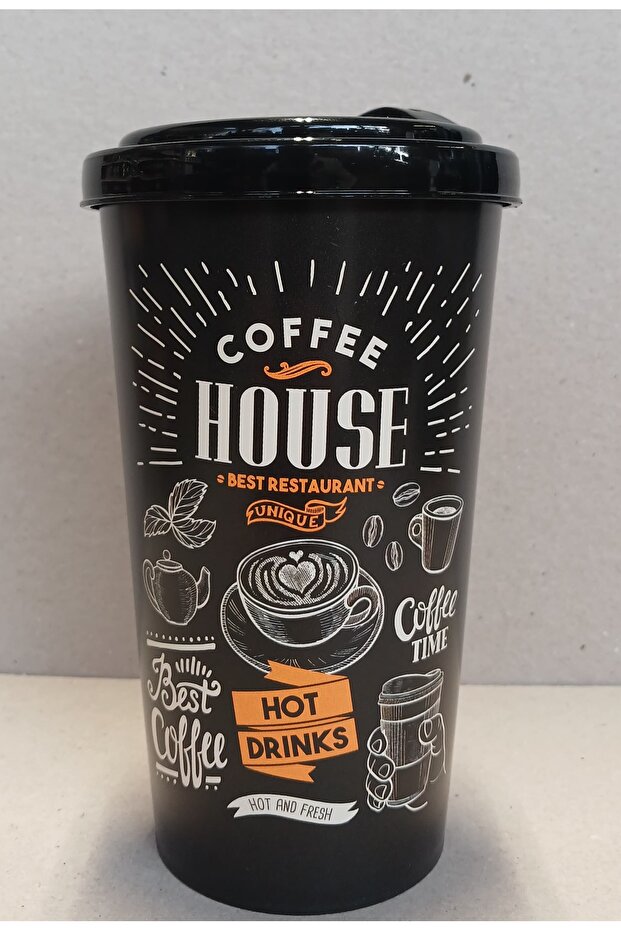 COFFEE
HOUSE
BEST RESTAURANT
UNIQUE
Coffee
TIME
Best
Coffee
HOT
DRINKS
HOT AND FRESH